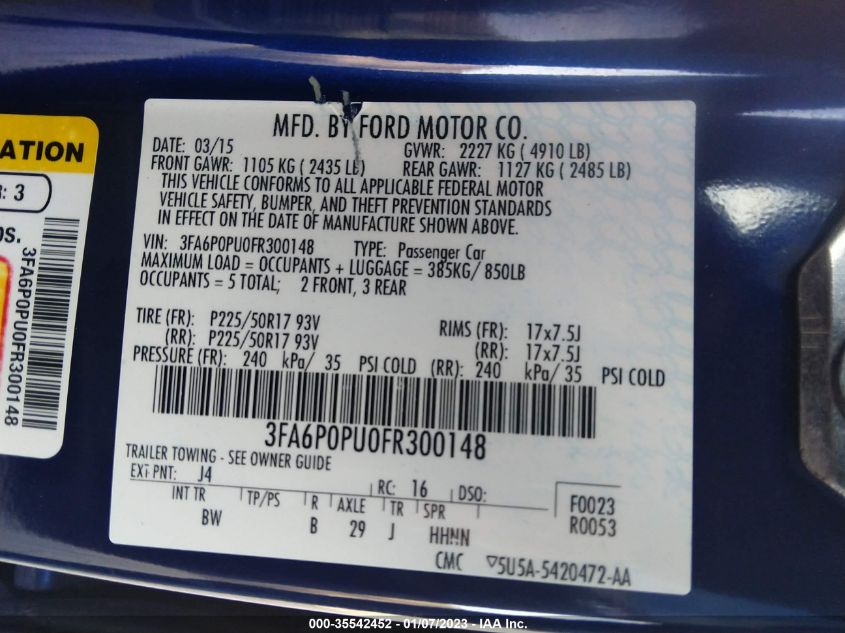 ATION
R: 3
os.
3FA6P0PU0FR300148
MFD. BY FORD MOTOR CO.
DATE: 03/15 GVWR: 2227 KG ( 4910 LB)
FRONT GAWR: 1105 KG ( 2435 LB) REAR GAWR: 1127 KG ( 2485 LB)
THIS VEHICLE CONFORMS TO ALL APPLICABLE FEDERAL MOTOR
VEHICLE SAFETY, BUMPER, AND THEFT PREVENTION STANDARDS
IN EFFECT ON THE DATE OF MANUFACTURE SHOWN ABOVE.
VIN: 3FA6P0PU0FR300148 TYPE: Passenger Car
MAXIMUM LOAD = OCCUPANTS + LUGGAGE = 385KG/ 850LB
OCCUPANTS = 5 TOTAL; 2 FRONT, 3 REAR
TIRE (FR): P225/50R17 93V RIMS (FR): 17x7.5J
(RR): P225/50R17 93V (RR): 17x7.5J
PRESSURE (FR): 240 kPa/ 35 PSI COLD (RR): 240 kPa/ 35 PSI COLD
3FA6P0PU0FR300148
TRAILER TOWING - SEE OWNER GUIDE
EXT PNT: J4 RC: 16 DSO: F0023
INT TR TP/PS R AXLE TR SPR R0053
BW B 29 J HHNN
CMC ▽5U5A-5420472-AA
000-35542452 - 01/07/2023 - IAA Inc.